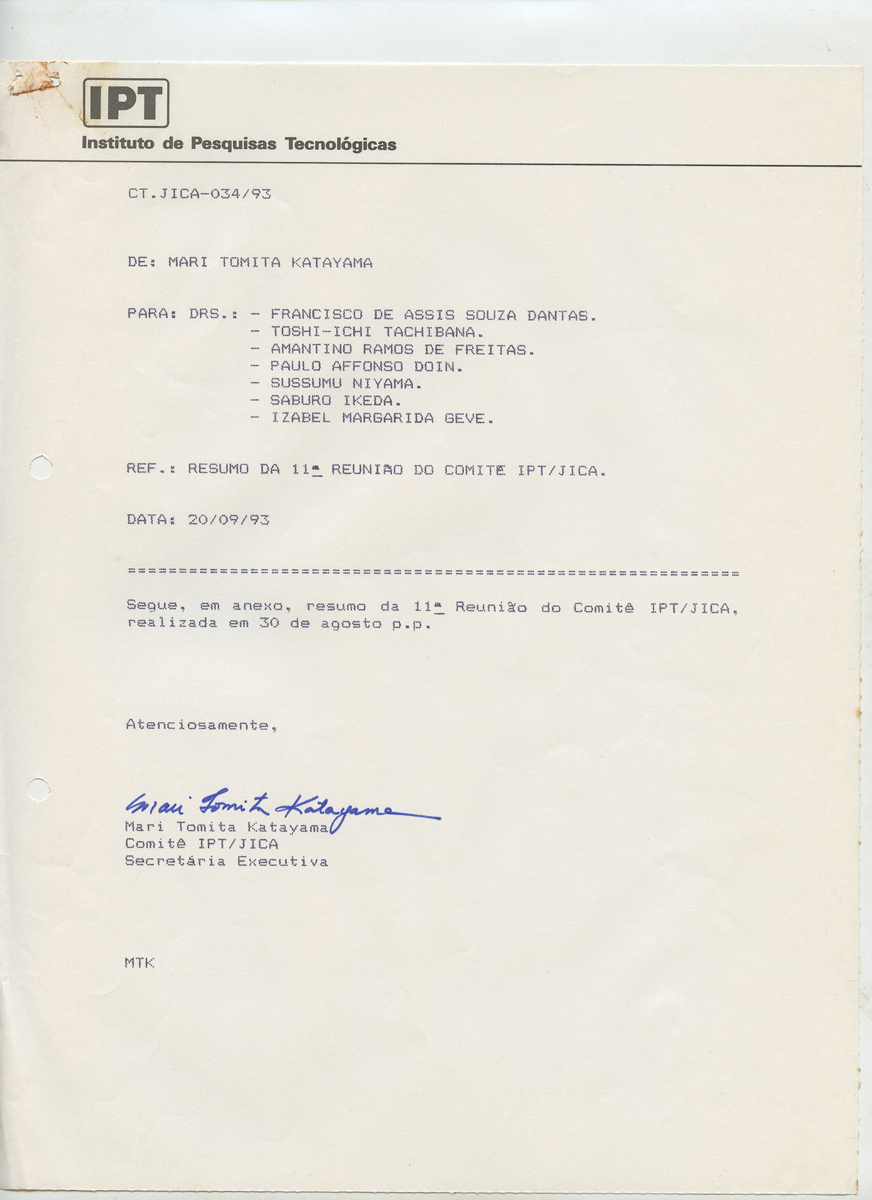 IPT
Instituto de Pesquisas Tecnológicas
CT.JICA-034/93
DE: MARI TOMITA KATAYAMA
PARA: DRS.: - FRANCISCO DE ASSIS SOUZA DANTAS.
- TOSHI-ICHI TACHIBANA.
- AMANTINO RAMOS DE FREITAS.
- PAULO AFFONSO DOIN.
- SUSSUMU NIYAMA.
- SABURO IKEDA.
- IZABEL MARGARIDA GEVE.
REF.: RESUMO DA 11ª REUNIÃO DO COMITÊ IPT/JICA.
DATA: 20/09/93
===========================================================
Segue, em anexo, resumo da 11ª Reunião do Comitê IPT/JICA,
realizada em 30 de agosto p.p.
Atenciosamente,
Mari Tomita Katayama
Mari Tomita Katayama
Comitê IPT/JICA
Secretária Executiva
MTK